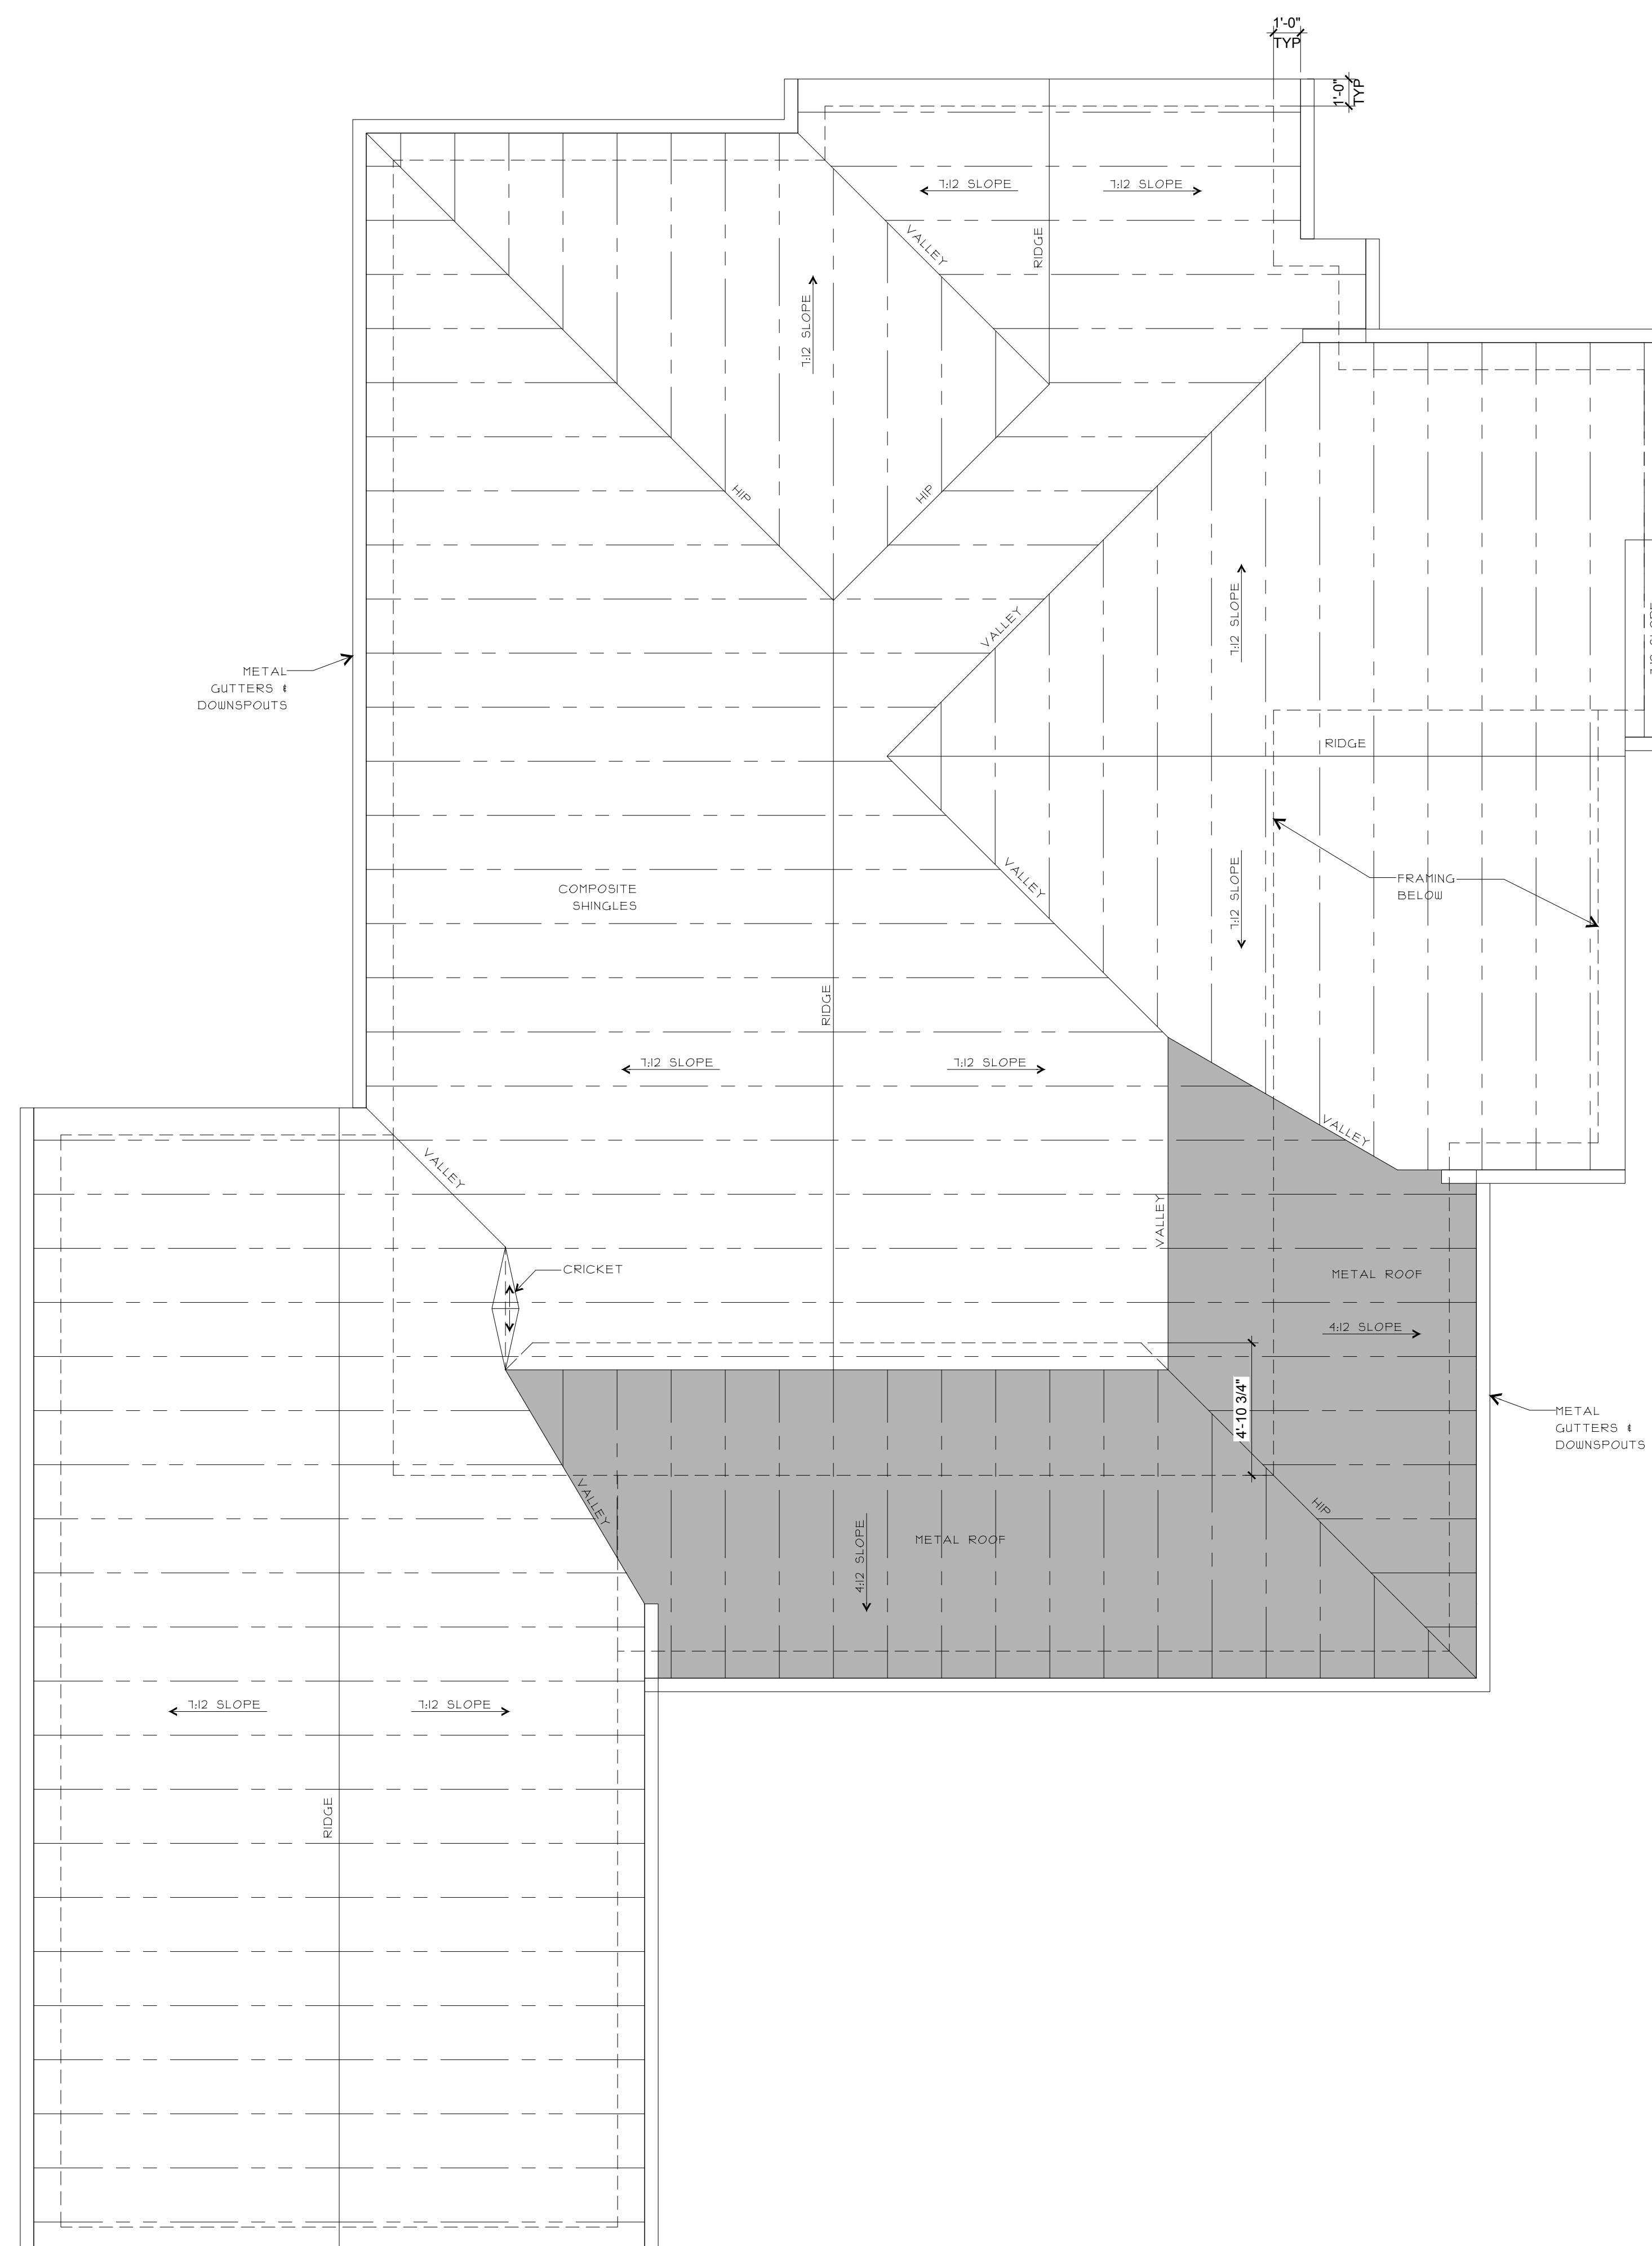 1'-0"
TYP
1'-0"
TYP
7:12 SLOPE
7:12 SLOPE
VALLEY
RIDGE
7:12 SLOPE
HIP
HIP
VALLEY
7:12 SLOPE
METAL
GUTTERS &
DOWNSPOUTS
RIDGE
VALLEY
7:12 SLOPE
FRAMING
BELOW
COMPOSITE
SHINGLES
RIDGE
7:12 SLOPE
7:12 SLOPE
VALLEY
VALLEY
VALLEY
CRICKET
METAL ROOF
4:12 SLOPE
4'-10 3/4"
METAL
GUTTERS &
DOWNSPOUTS
VALLEY
HIP
METAL ROOF
4:12 SLOPE
7:12 SLOPE
7:12 SLOPE
RIDGE